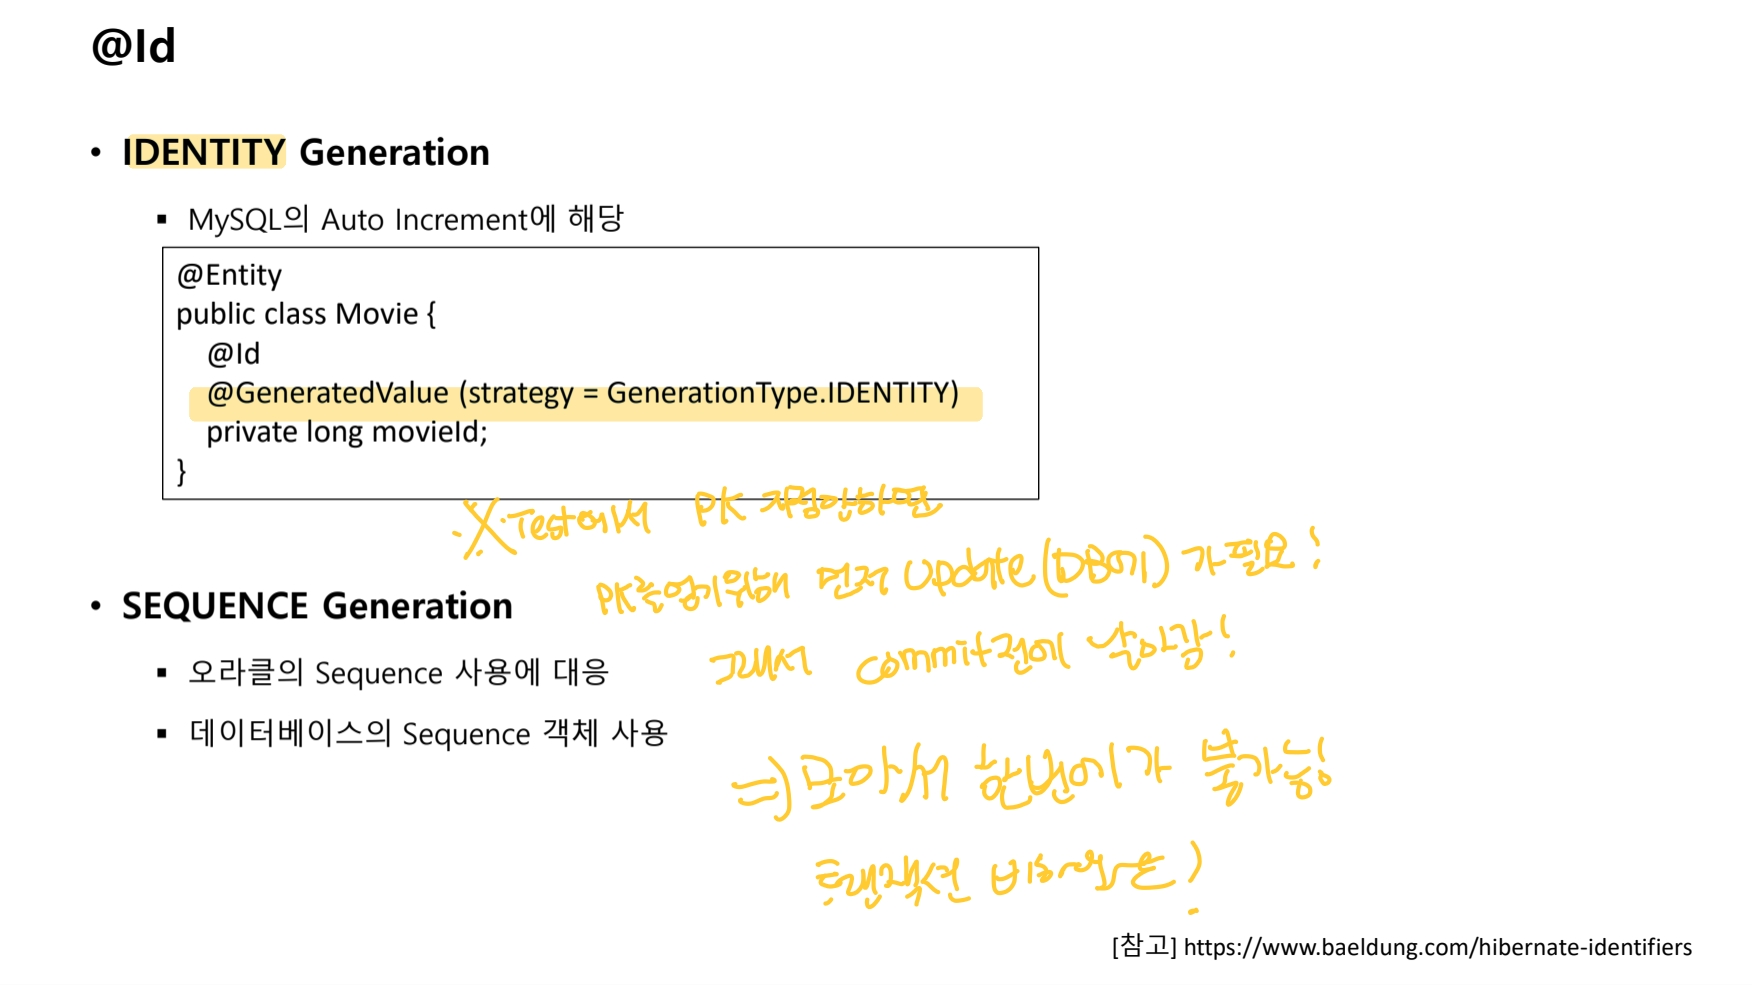 @Id
• IDENTITY Generation
▪ MySQL의 Auto Increment에 해당
@Entity
public class Movie {
@Id
@GeneratedValue (strategy = GenerationType.IDENTITY)
private long movieId;
}
※Test에서 PK 지정안하면
PK를얻기위해 먼저 Update(DB에)가 필요!
그래서 commit전에 날아감!
• SEQUENCE Generation
▪ 오라클의 Sequence 사용에 대응
▪ 데이터베이스의 Sequence 객체 사용
=) 모아서 한번에가 불가능!
트랜잭션
[참고] https://www.baeldung.com/hibernate-identifiers